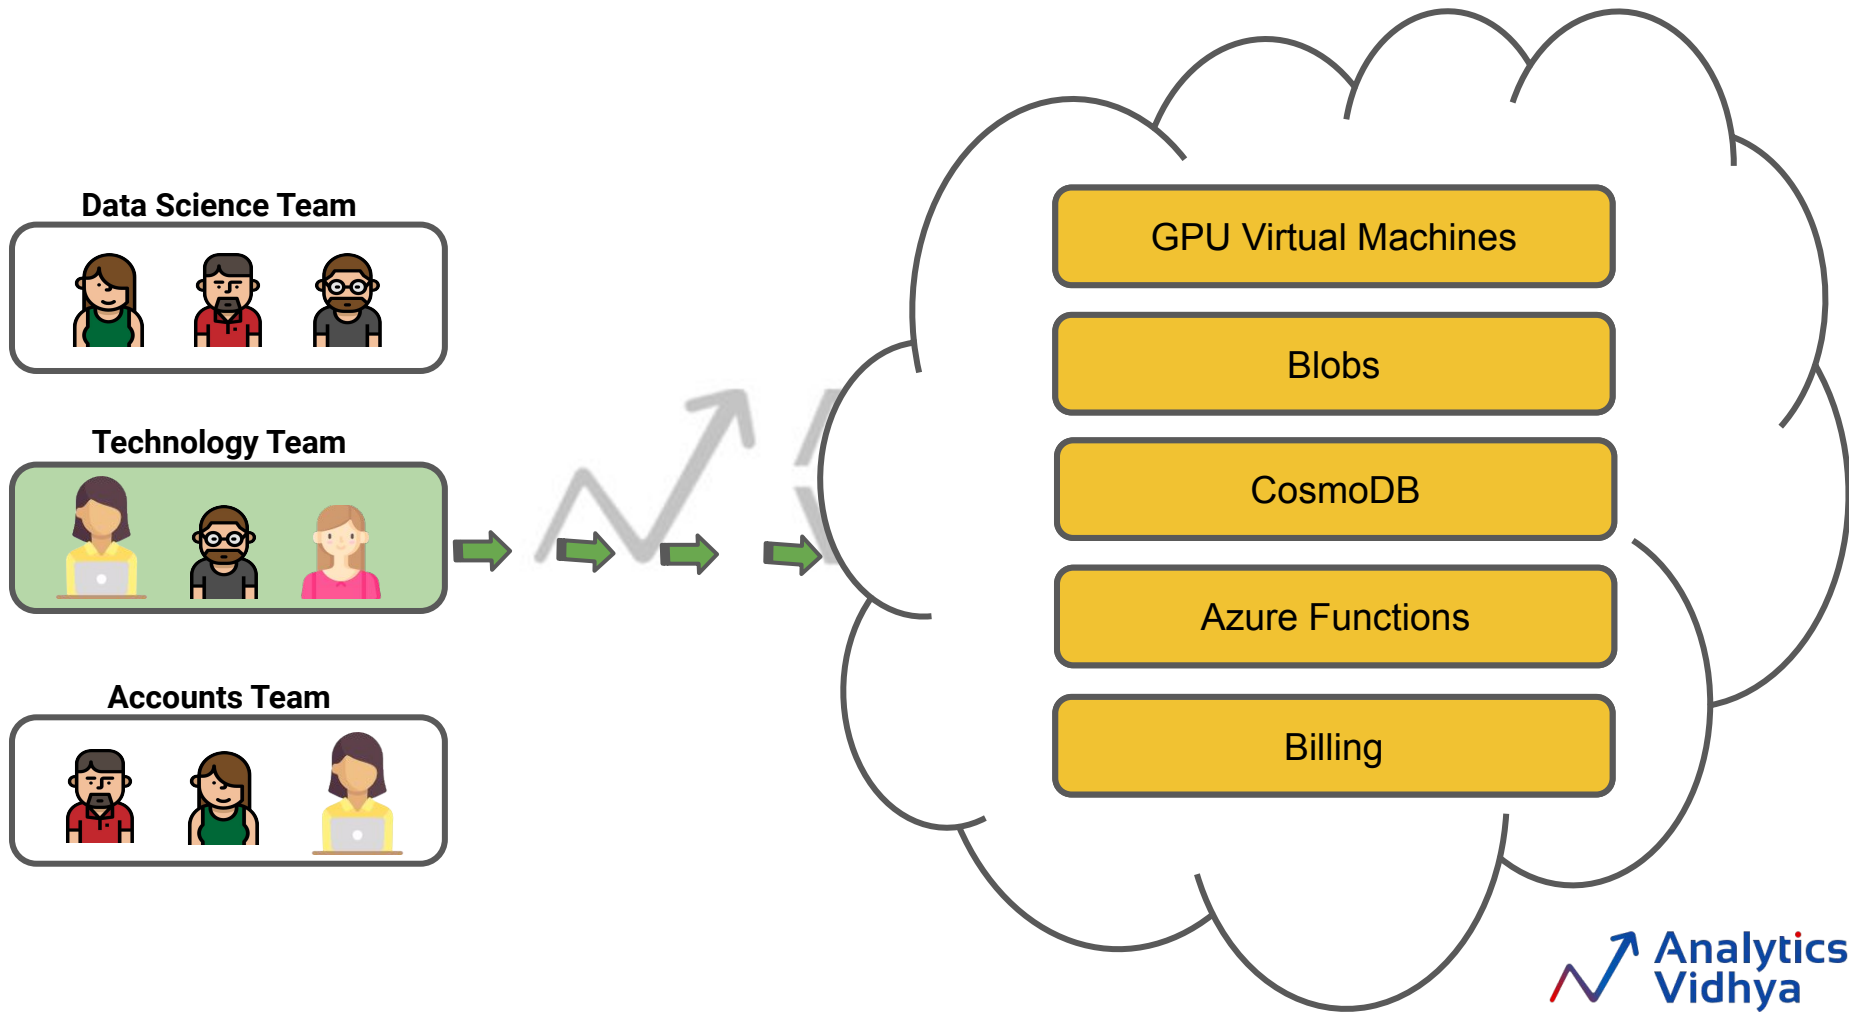 Data Science Team
Technology Team
Accounts Team
GPU Virtual Machines
Blobs
CosmoDB
Azure Functions
Billing
Analytics
Vidhya